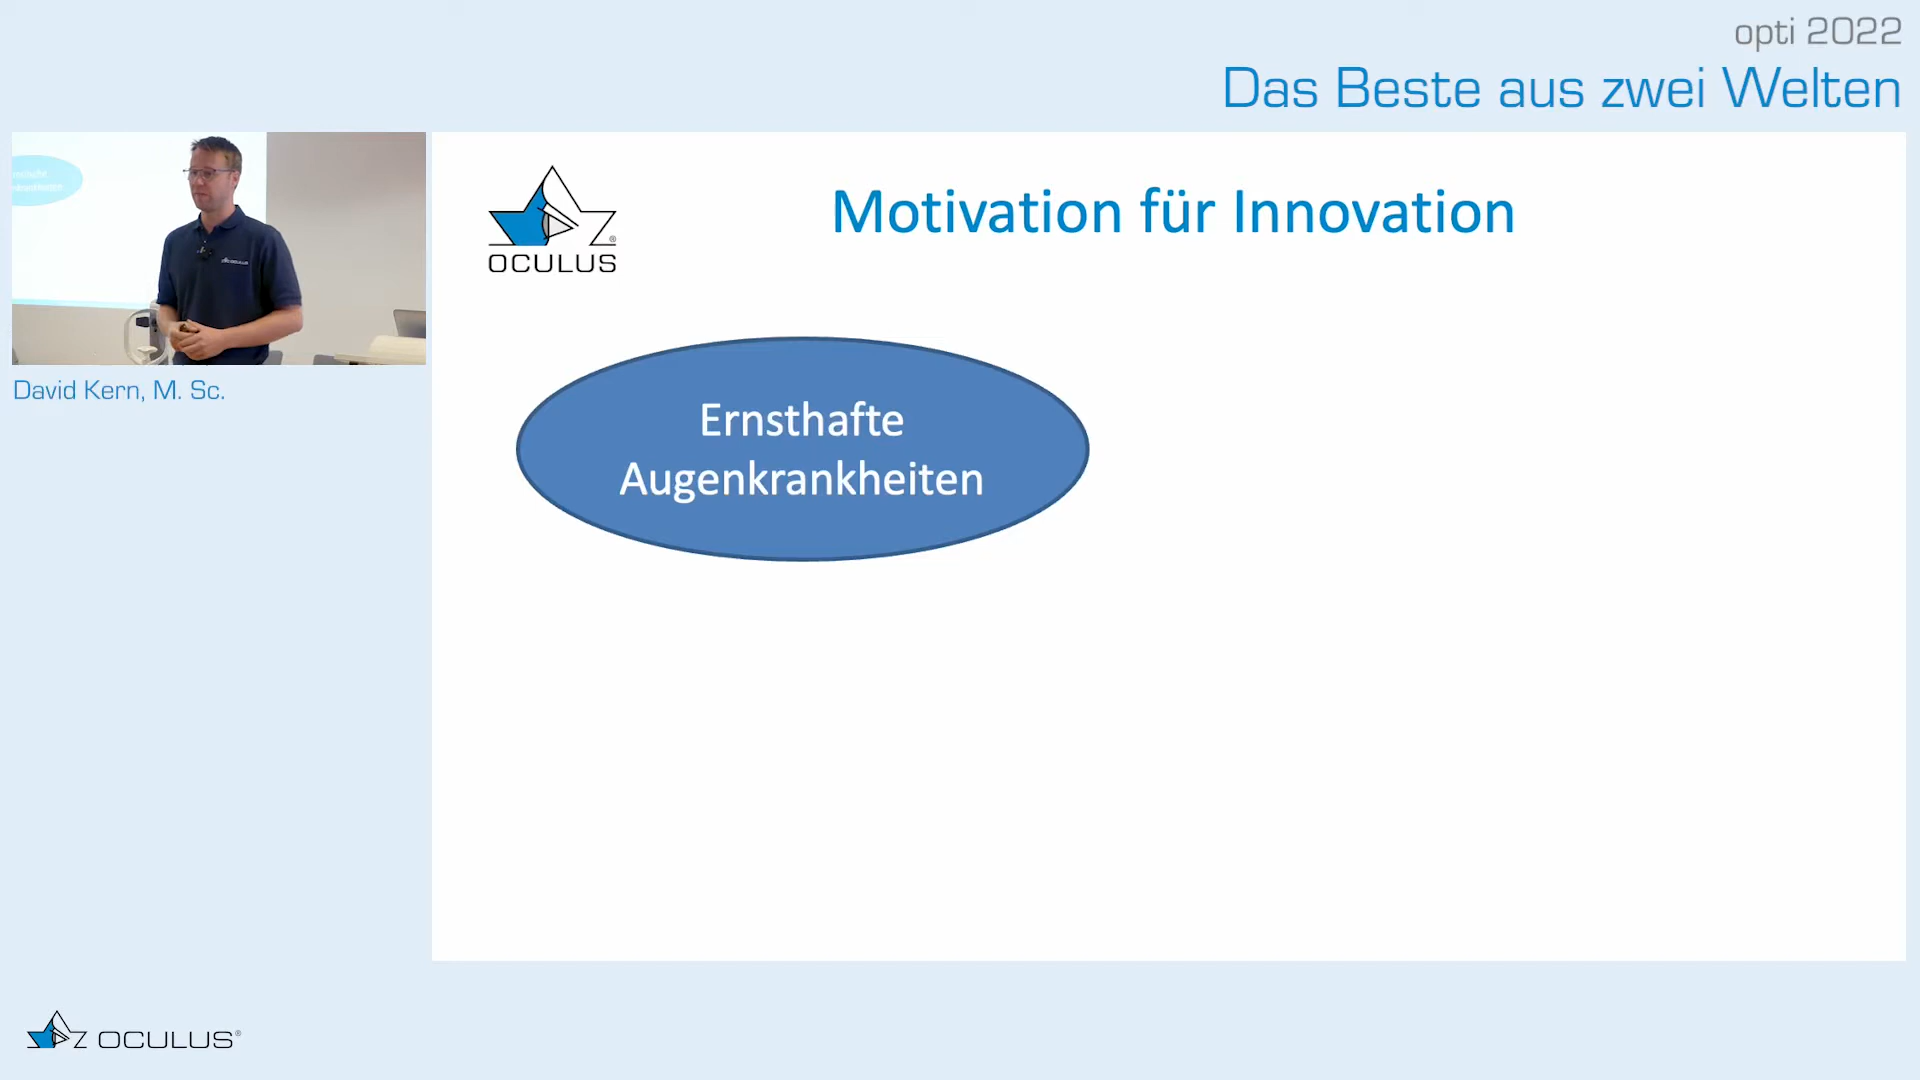 opti 2022
Das Beste aus zwei Welten
OCULUS®
Motivation für Innovation
Ernsthafte
Augenkrankheiten
David Kern, M. Sc.
OCULUS®